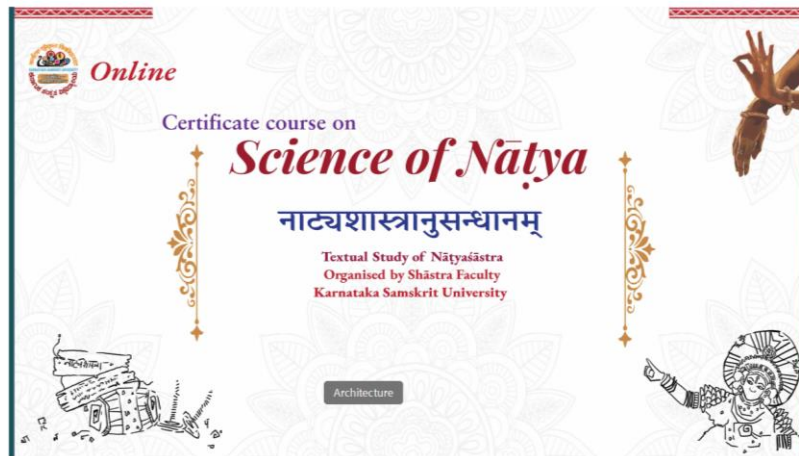 Online
Certificate course on
Science of Nāṭya
नाट्यशास्त्रानुसन्धानम्
Textual Study of Nāṭyaśāstra
Organised by Shāstra Faculty
Karnataka Samskrit University
Architecture